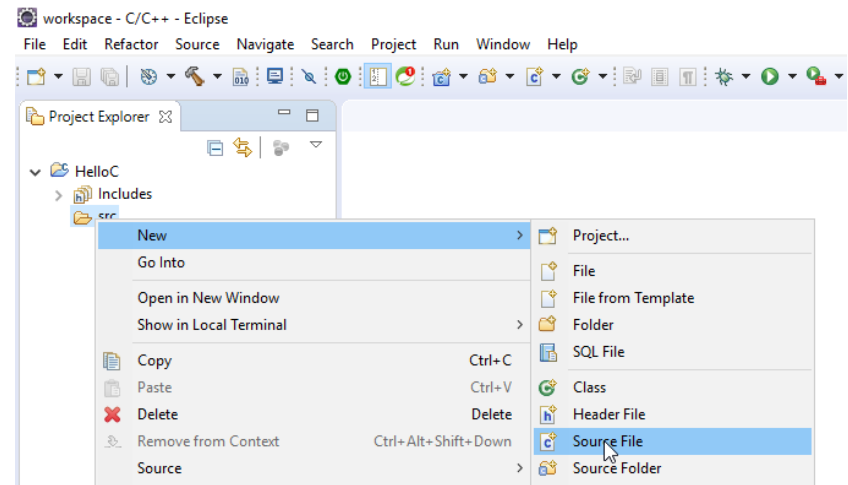 workspace - C/C++ - Eclipse
File Edit Refactor Source Navigate Search Project Run Window Help
Project Explorer
HelloC
Includes
src
New
Go Into
Open in New Window
Show in Local Terminal
Copy Ctrl+C
Paste Ctrl+V
Delete Delete
Remove from Context Ctrl+Alt+Shift+Down
Source
Project...
File
File from Template
Folder
SQL File
Class
Header File
Source File
Source Folder